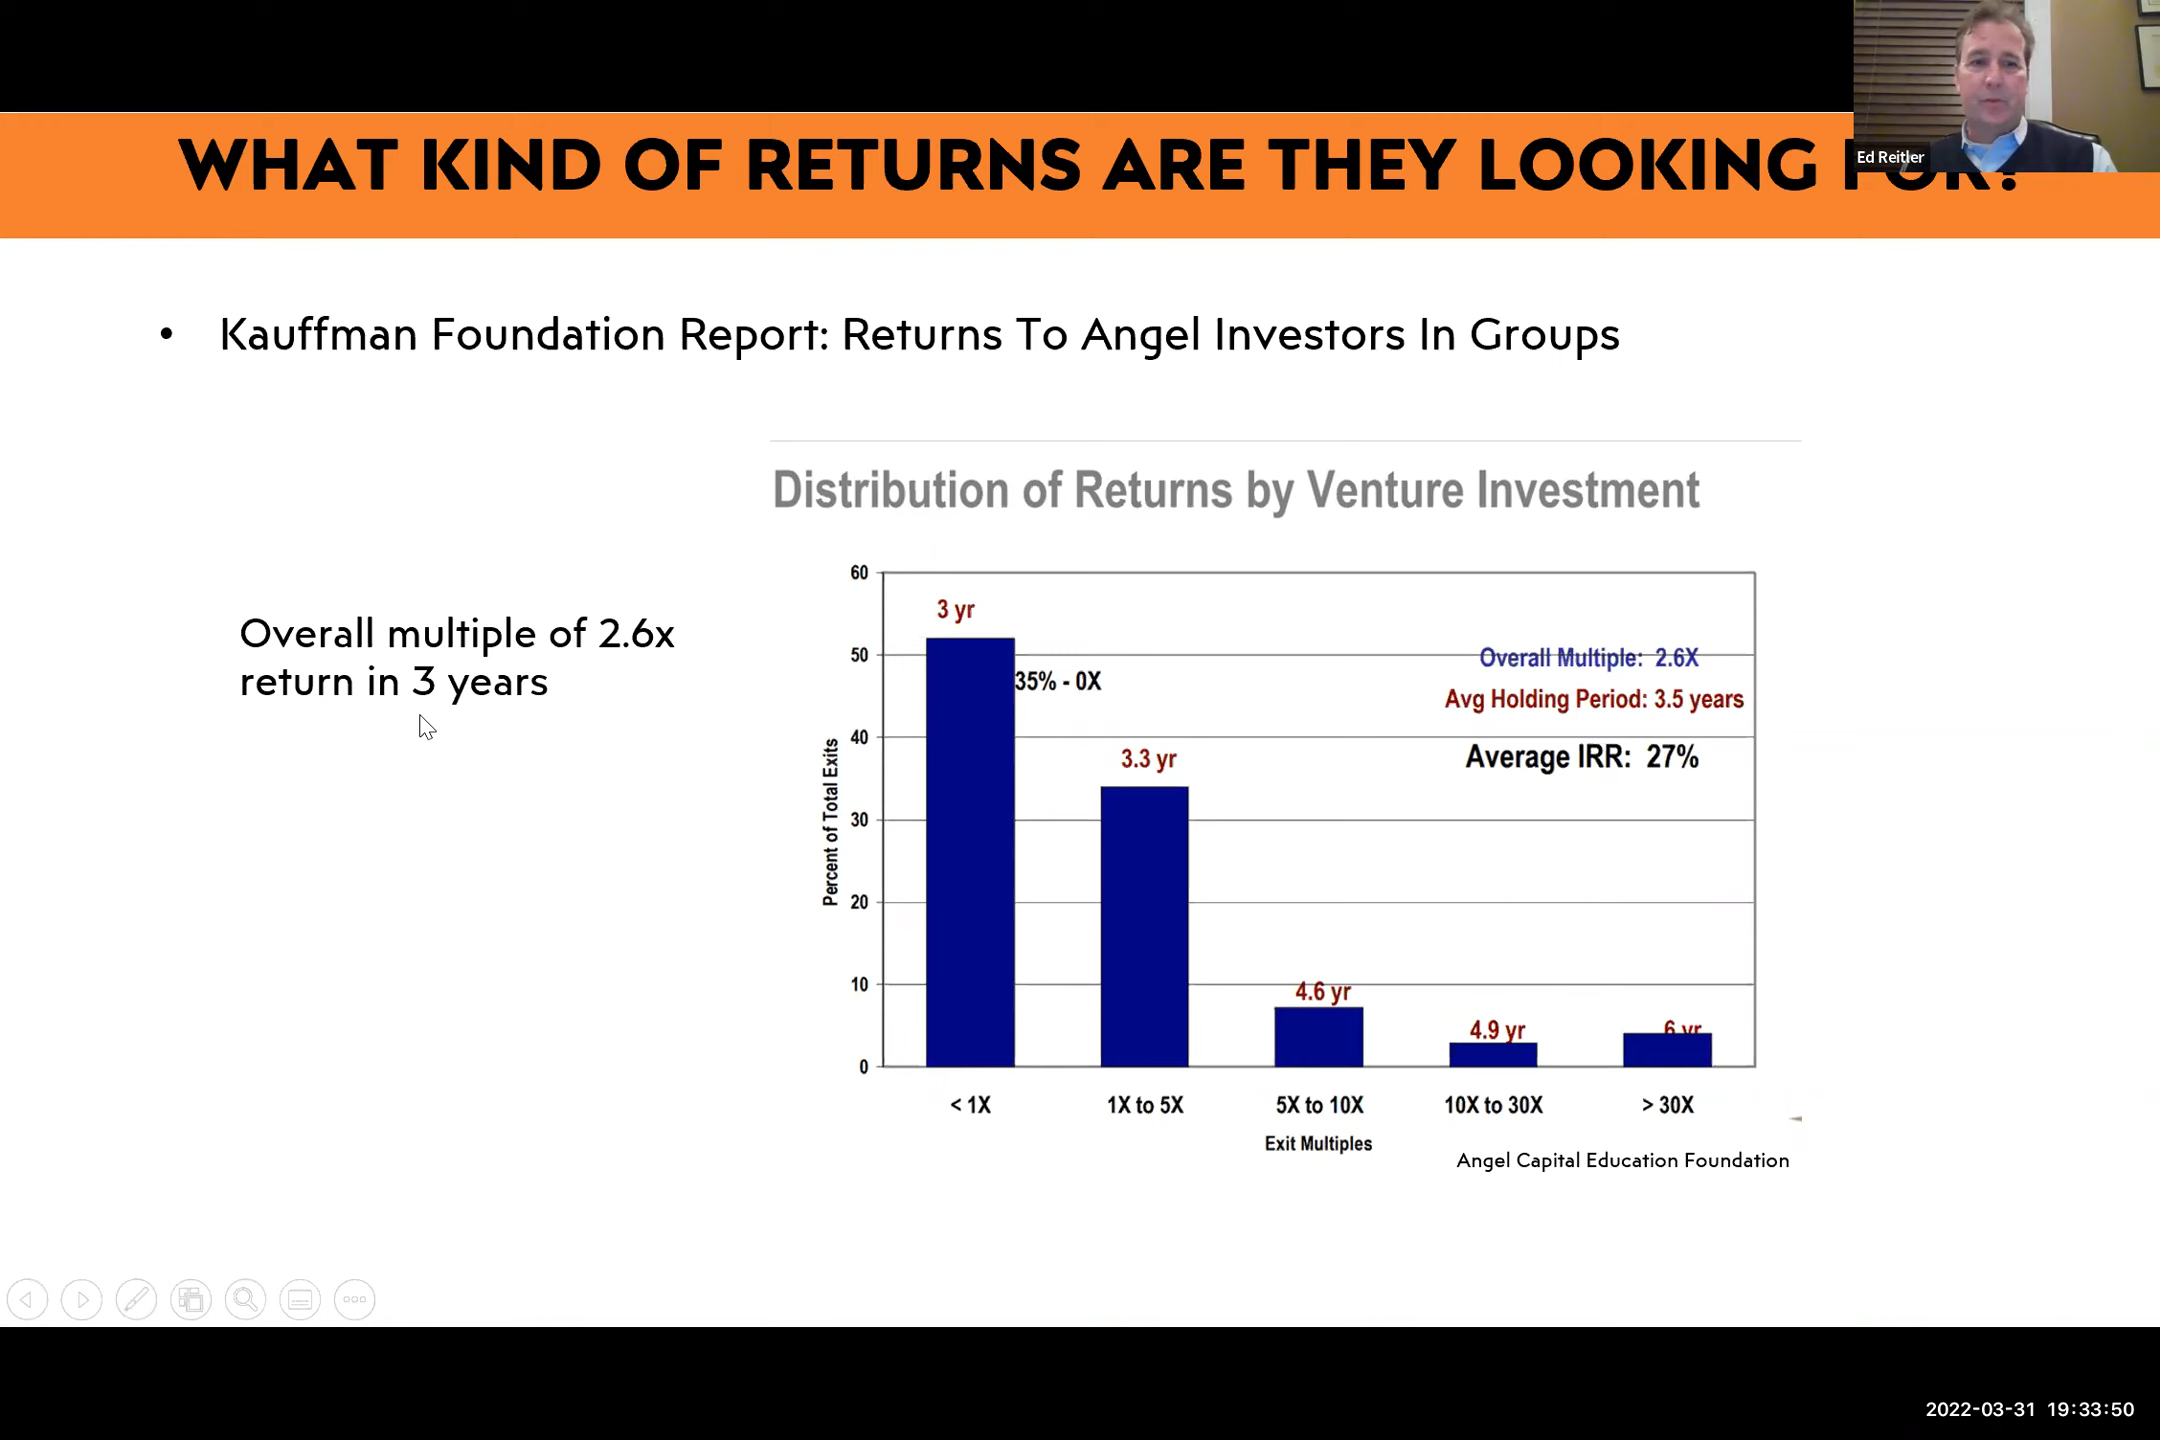 WHAT KIND OF RETURNS ARE THEY LOOKING FOR?
Ed Reitler
• Kauffman Foundation Report: Returns To Angel Investors In Groups
Overall multiple of 2.6x
return in 3 years
Distribution of Returns by Venture Investment
60
50
40
30
20
10
0
Percent of Total Exits
3 yr
35% - 0X
3.3 yr
4.6 yr
4.9 yr
6 yr
Overall Multiple: 2.6X
Avg Holding Period: 3.5 years
Average IRR: 27%
< 1X
1X to 5X
5X to 10X
10X to 30X
> 30X
Exit Multiples
Angel Capital Education Foundation
2022-03-31 19:33:50